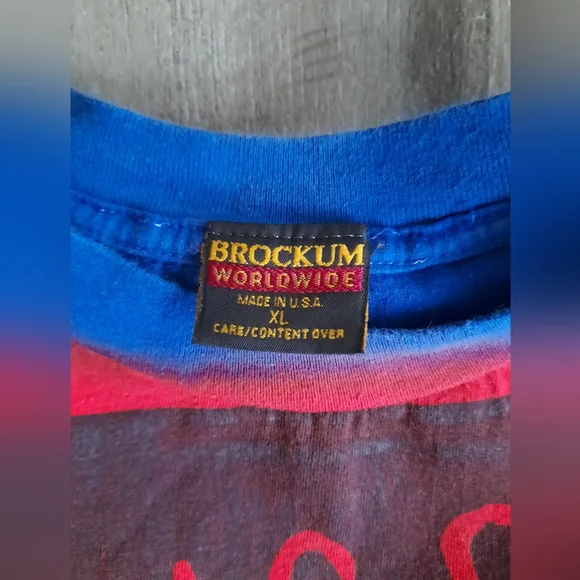 BROCKUM
WORLDWIDE
MADE IN U.S.A.
XL
CARE/CONTENT OVER